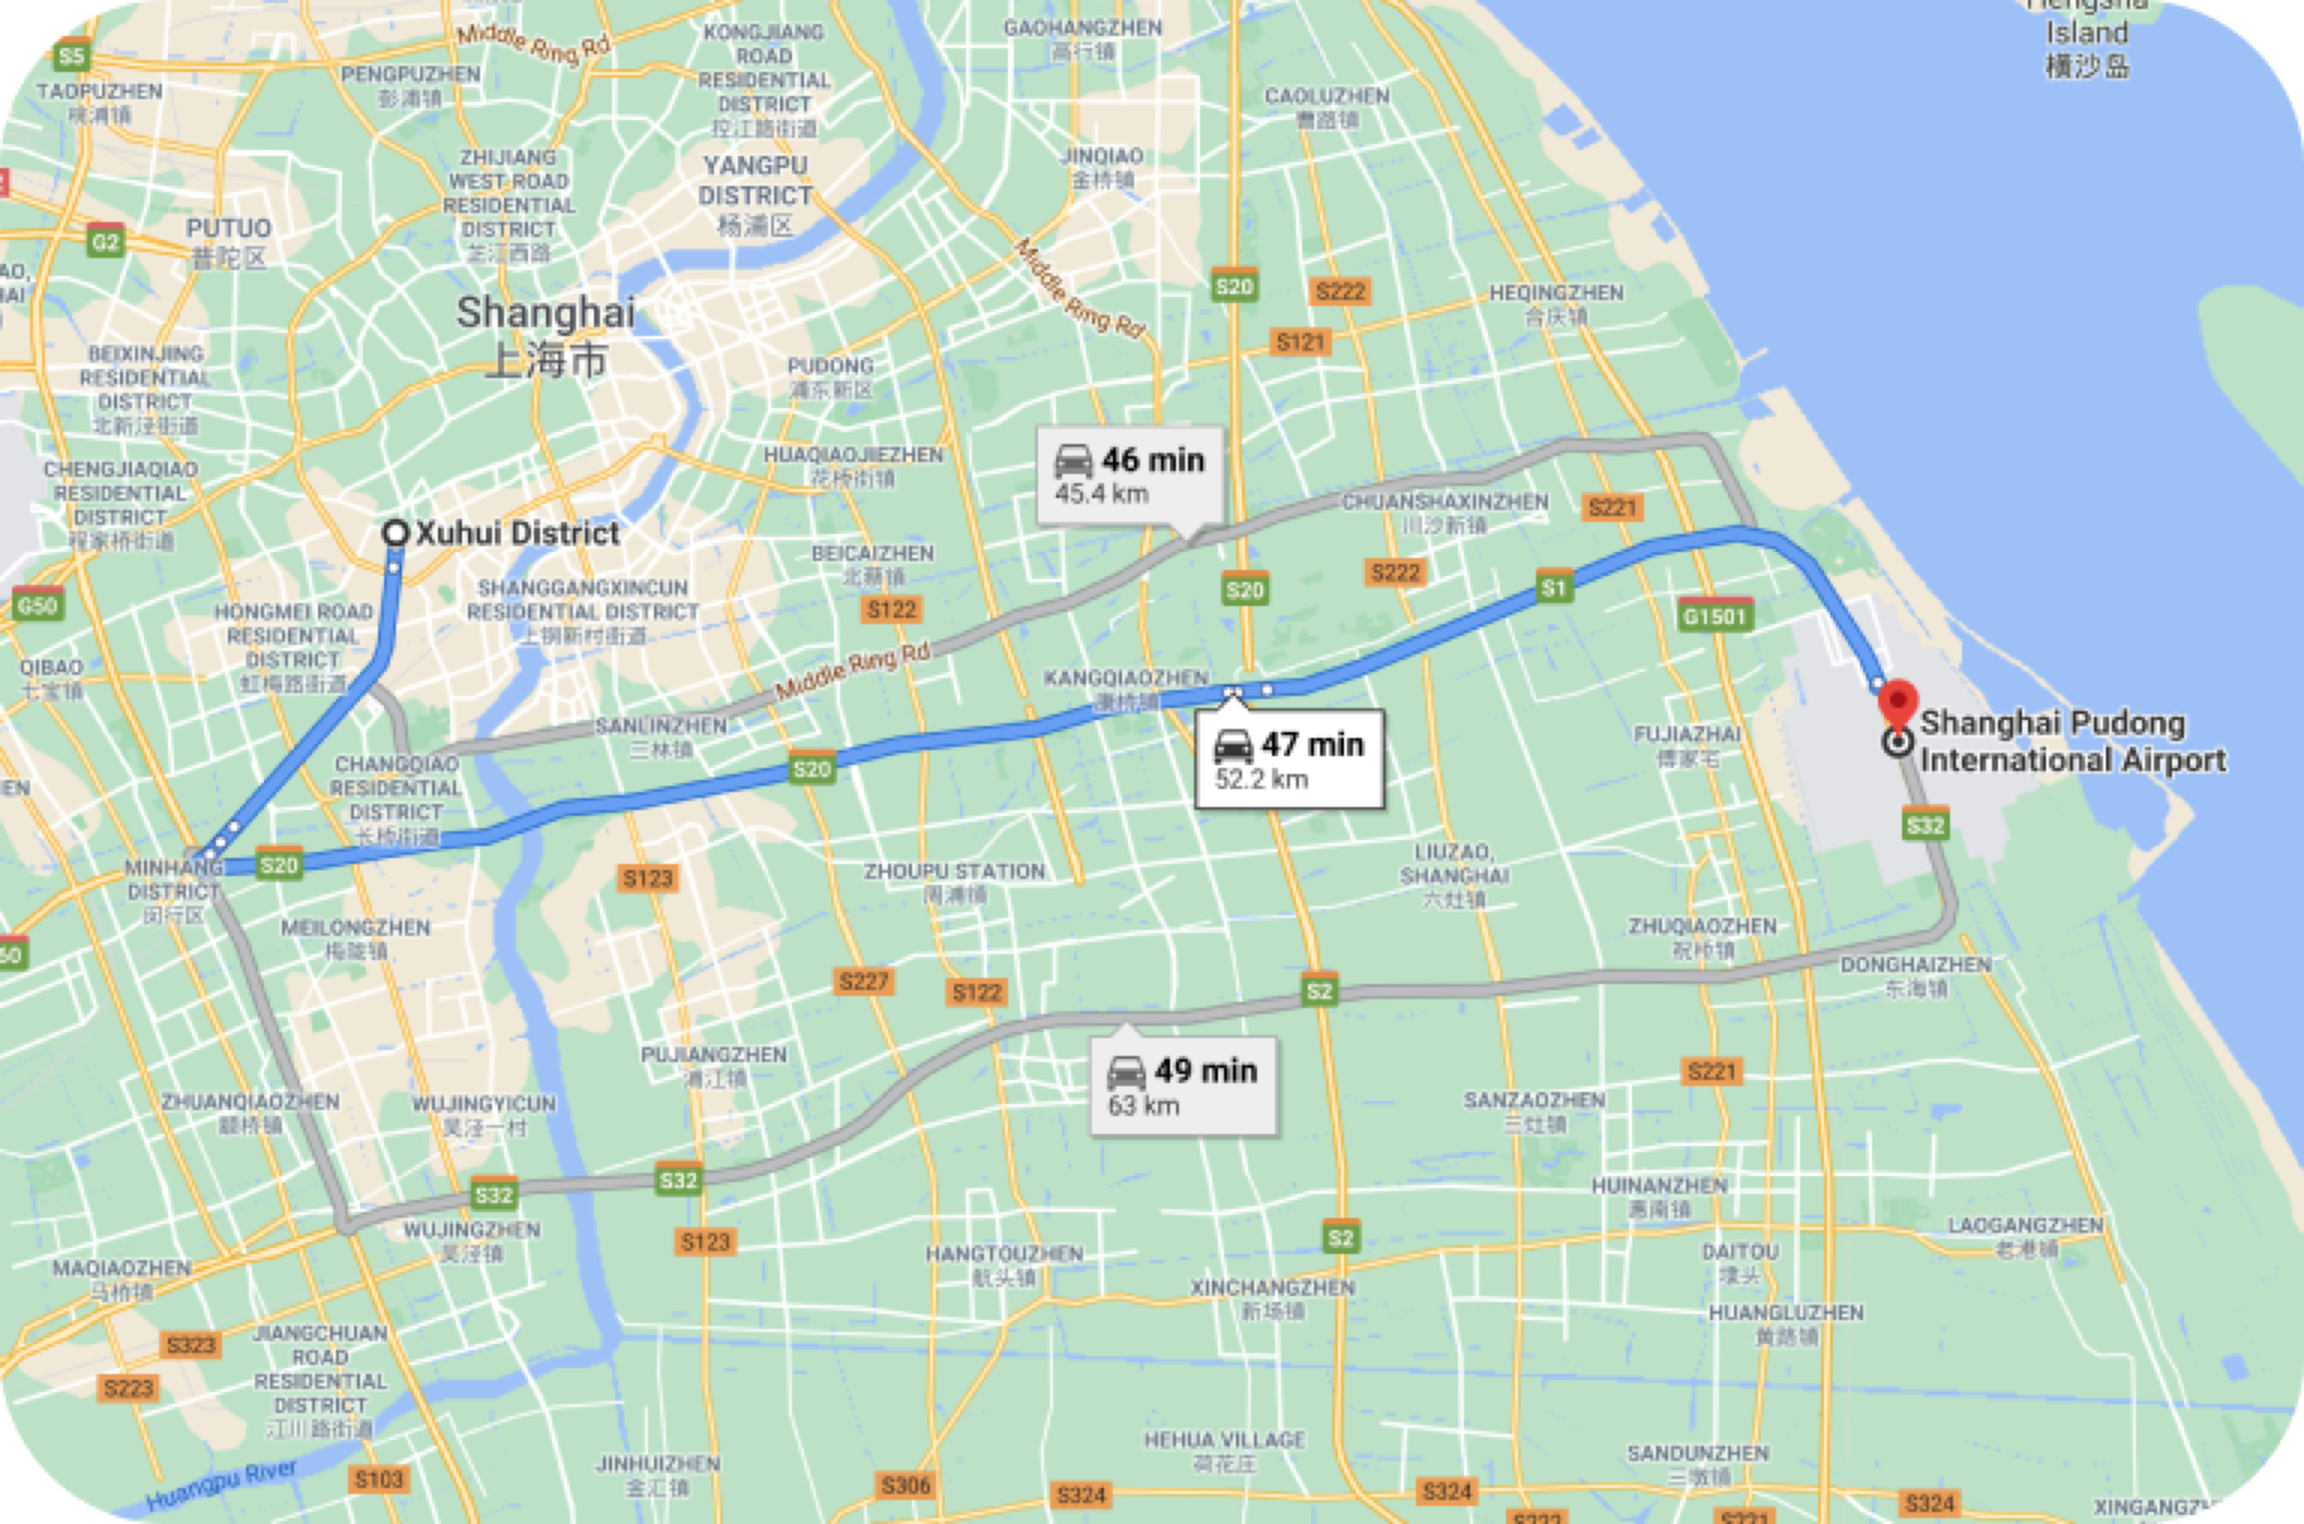 Hengsha
Island
横沙岛
S5
Middle Ring Rd
KONGJIANG
ROAD
RESIDENTIAL
DISTRICT
控江路街道
GAOHANGZHEN
高行镇
TAOPUZHEN
桃浦镇
PENGPUZHEN
彭浦镇
CAOLUZHEN
曹路镇
ZHIJIANG
WEST ROAD
RESIDENTIAL
DISTRICT
芷江西路
YANGPU
DISTRICT
杨浦区
JINQIAO
金桥镇
G2
PUTUO
普陀区
Middle Ring Rd
S20
S222
HEQINGZHEN
合庆镇
Shanghai
上海市
S121
BEIXINJING
RESIDENTIAL
DISTRICT
北新泾街道
PUDONG
浦东新区
CHENGJIAQIAO
RESIDENTIAL
DISTRICT
程家桥街道
HUAQIAOJIEZHEN
花桥街镇
46 min
45.4 km
CHUANSHAXINZHEN
川沙新镇
S221
Xuhui District
BEICAIZHEN
北蔡镇
S222
S20
S1
G50
SHANGGANGXINCUN
RESIDENTIAL DISTRICT
上钢新村街道
S122
G1501
HONGMEI ROAD
RESIDENTIAL
DISTRICT
虹梅路街道
QIBAO
七宝镇
Middle Ring Rd
KANGQIAOZHEN
康桥镇
SANLINZHEN
三林镇
47 min
52.2 km
FUJIAZHAI
傅家宅
Shanghai Pudong
International Airport
CHANGQIAO
RESIDENTIAL
DISTRICT
长桥街道
S20
S32
MINHANG
DISTRICT
闵行区
S20
S123
ZHOUPU STATION
周浦镇
LIUZAO,
SHANGHAI
六灶镇
MEILONGZHEN
梅陇镇
ZHUQIAOZHEN
祝桥镇
50
S227
S122
S2
DONGHAIZHEN
东海镇
PUJIANGZHEN
浦江镇
49 min
63 km
S221
ZHUANQIAOZHEN
颛桥镇
WUJINGYICUN
吴泾一村
SANZAOZHEN
三灶镇
S32
S32
HUINANZHEN
惠南镇
WUJINGZHEN
吴泾镇
S123
S2
LAOGANGZHEN
老港镇
MAQIAOZHEN
马桥镇
HANGTOUZHEN
航头镇
DAITOU
XINCHANGZHEN
新场镇
HUANGLUZHEN
黄路镇
S323
JIANGCHUAN
ROAD
RESIDENTIAL
DISTRICT
江川路街道
S223
HEHUA VILLAGE
荷花庄
SANDUNZHEN
三墩镇
Huangpu River
S103
JINHUIZHEN
金汇镇
S306
S324
S324
S324
S222
S221